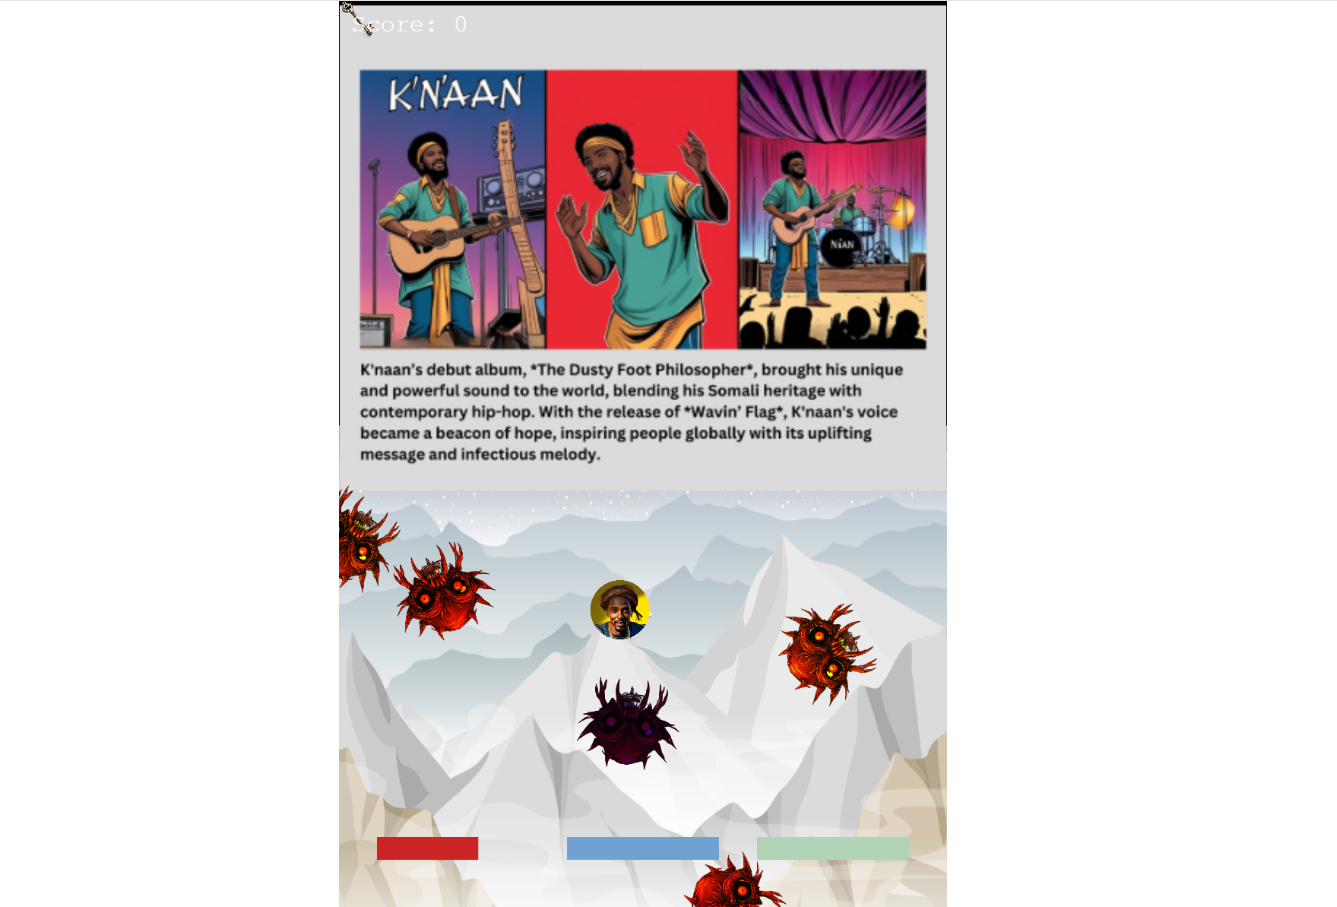 Score: 0
K'NAAN
NiAN
K'naan's debut album, *The Dusty Foot Philosopher*, brought his unique
and powerful sound to the world, blending his Somali heritage with
contemporary hip-hop. With the release of *Wavin' Flag*, K'naan's voice
became a beacon of hope, inspiring people globally with its uplifting
message and infectious melody.